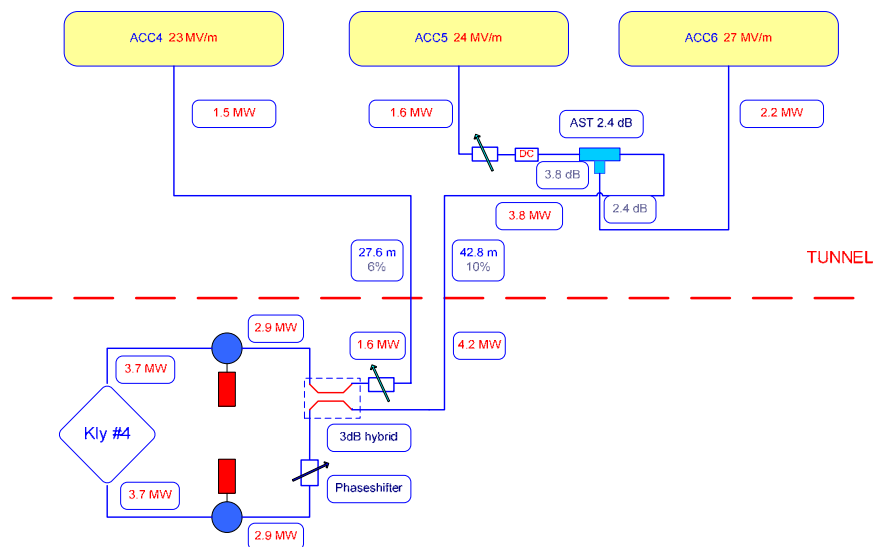 ACC4 23 MV/m
ACC5 24 MV/m
ACC6 27 MV/m
1.5 MW
1.6 MW
2.2 MW
AST 2.4 dB
DC
3.8 dB
2.4 dB
3.8 MW
27.6 m
6%
42.8 m
10%
TUNNEL
2.9 MW
1.6 MW
4.2 MW
3.7 MW
Kly #4
3dB hybrid
Phaseshifter
3.7 MW
2.9 MW